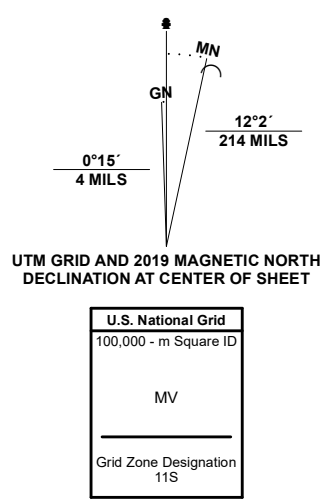 MN
GN
12°2´
214 MILS
0°15´
4 MILS
UTM GRID AND 2019 MAGNETIC NORTH
DECLINATION AT CENTER OF SHEET
U.S. National Grid
100,000 - m Square ID
MV
Grid Zone Designation
11S